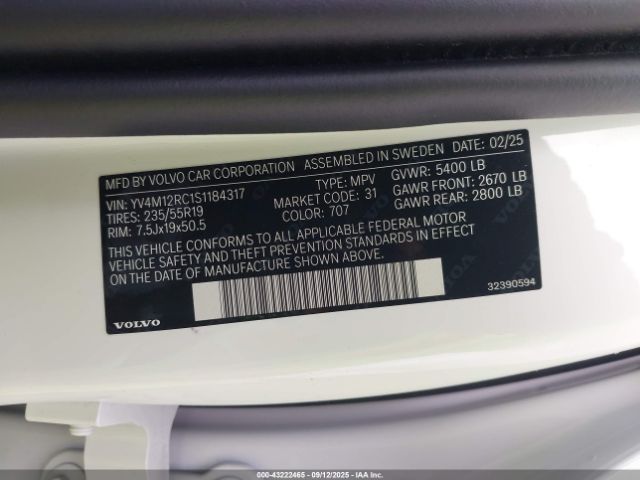 MFD BY VOLVO CAR CORPORATION ASSEMBLED IN SWEDEN DATE: 02/25
VIN: YV4M12RC1S1184317 TYPE: MPV GVWR: 5400 LB
TIRES: 235/55R19 MARKET CODE: 31 GAWR FRONT: 2670 LB
RIM: 7.5Jx19x50.5 COLOR: 707 GAWR REAR: 2800 LB
THIS VEHICLE CONFORMS TO ALL APPLICABLE FEDERAL MOTOR
VEHICLE SAFETY AND THEFT PREVENTION STANDARDS IN EFFECT
ON THE DATE OF MANUFACTURE SHOWN ABOVE.
VOLVO 32390594
000-43222465 09/12/2025 COPYRIGHT IAA